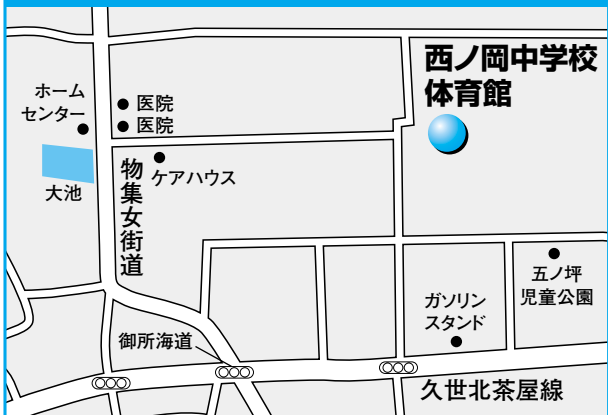 西ノ岡中学校
体育館
ホーム
センター
医院
医院
ケアハウス
大池
物集女街道
五ノ坪
児童公園
ガソリン
スタンド
御所海道
久世北茶屋線